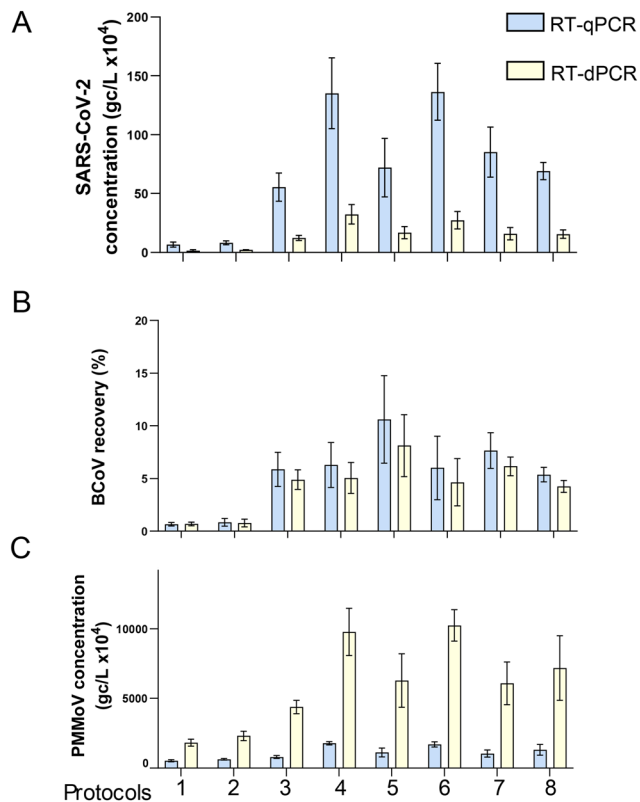 A
RT-qPCR
RT-dPCR
SARS-CoV-2
concentration (gc/L x10⁴)
200
150
100
50
0
B
BCoV recovery (%)
20
15
10
5
0
C
PMMoV concentration
(gc/L x10⁴)
10000
5000
0
Protocols 1 2 3 4 5 6 7 8